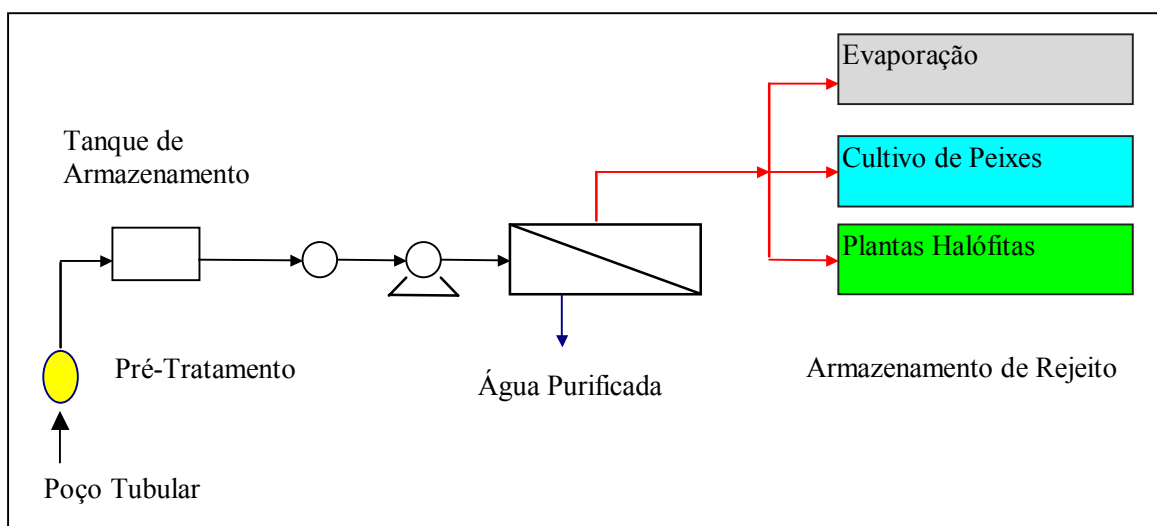 Evaporação
Tanque de
Armazenamento
Cultivo de Peixes
Plantas Halófitas
Pré-Tratamento
Água Purificada
Armazenamento de Rejeito
Poço Tubular